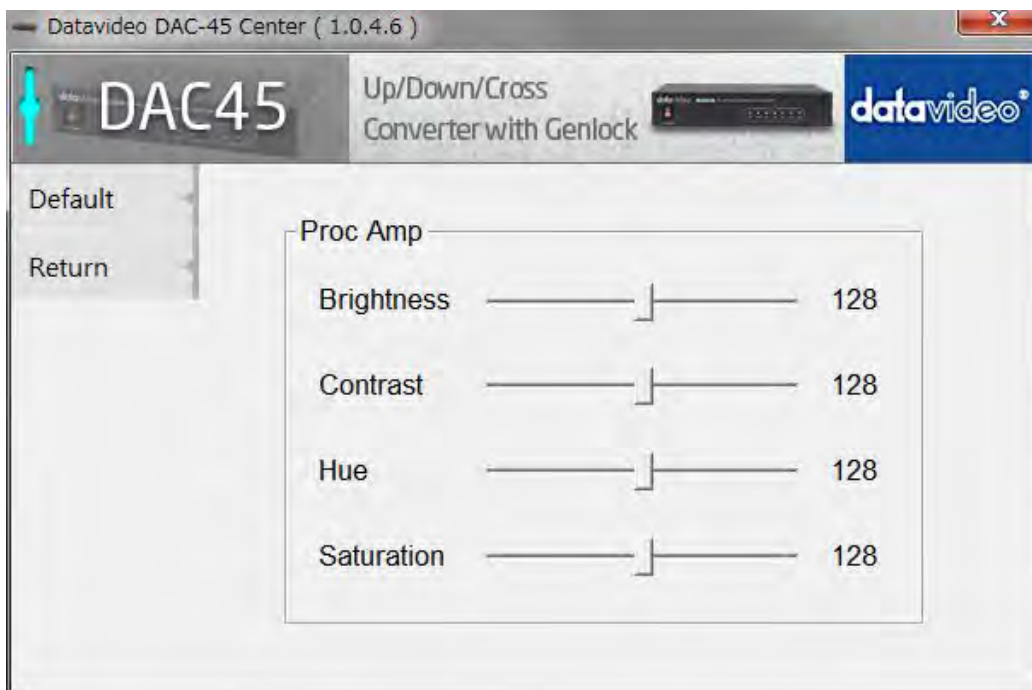 Datavideo DAC-45 Center ( 1.0.4.6 )
X
DAC45
Up/Down/Cross
Converter with Genlock
datavideo®
Default
Return
Proc Amp
Brightness 128
Contrast 128
Hue 128
Saturation 128